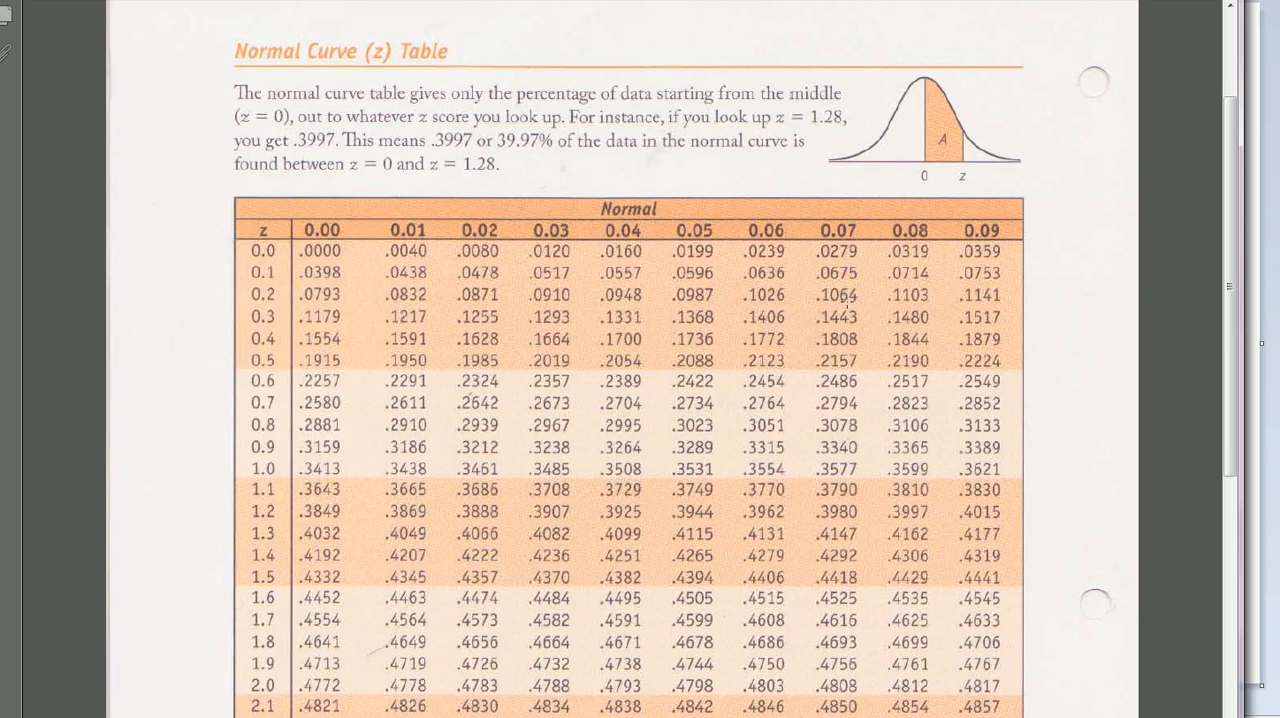 Normal Curve (z) Table
The normal curve table gives only the percentage of data starting from the middle
(z = 0), out to whatever z score you look up. For instance, if you look up z = 1.28,
you get .3997. This means .3997 or 39.97% of the data in the normal curve is
found between z = 0 and z = 1.28.
A
0 z
Normal
z 0.00 0.01 0.02 0.03 0.04 0.05 0.06 0.07 0.08 0.09
0.0 .0000 .0040 .0080 .0120 .0160 .0199 .0239 .0279 .0319 .0359
0.1 .0398 .0438 .0478 .0517 .0557 .0596 .0636 .0675 .0714 .0753
0.2 .0793 .0832 .0871 .0910 .0948 .0987 .1026 .1064 .1103 .1141
0.3 .1179 .1217 .1255 .1293 .1331 .1368 .1406 .1443 .1480 .1517
0.4 .1554 .1591 .1628 .1664 .1700 .1736 .1772 .1808 .1844 .1879
0.5 .1915 .1950 .1985 .2019 .2054 .2088 .2123 .2157 .2190 .2224
0.6 .2257 .2291 .2324 .2357 .2389 .2422 .2454 .2486 .2517 .2549
0.7 .2580 .2611 .2642 .2673 .2704 .2734 .2764 .2794 .2823 .2852
0.8 .2881 .2910 .2939 .2967 .2995 .3023 .3051 .3078 .3106 .3133
0.9 .3159 .3186 .3212 .3238 .3264 .3289 .3315 .3340 .3365 .3389
1.0 .3413 .3438 .3461 .3485 .3508 .3531 .3554 .3577 .3599 .3621
1.1 .3643 .3665 .3686 .3708 .3729 .3749 .3770 .3790 .3810 .3830
1.2 .3849 .3869 .3888 .3907 .3925 .3944 .3962 .3980 .3997 .4015
1.3 .4032 .4049 .4066 .4082 .4099 .4115 .4131 .4147 .4162 .4177
1.4 .4192 .4207 .4222 .4236 .4251 .4265 .4279 .4292 .4306 .4319
1.5 .4332 .4345 .4357 .4370 .4382 .4394 .4406 .4418 .4429 .4441
1.6 .4452 .4463 .4474 .4484 .4495 .4505 .4515 .4525 .4535 .4545
1.7 .4554 .4564 .4573 .4582 .4591 .4599 .4608 .4616 .4625 .4633
1.8 .4641 .4649 .4656 .4664 .4671 .4678 .4686 .4693 .4699 .4706
1.9 .4713 .4719 .4726 .4732 .4738 .4744 .4750 .4756 .4761 .4767
2.0 .4772 .4778 .4783 .4788 .4793 .4798 .4803 .4808 .4812 .4817
2.1 .4821 .4826 .4830 .4834 .4838 .4842 .4846 .4850 .4854 .4857